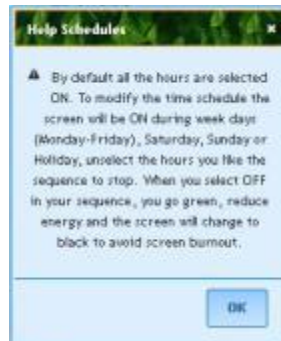 Help Schedules ×
By default all the hours are selected
ON. To modify the time schedule the
screen will be ON during week days
(Monday-Friday), Saturday, Sunday or
Holiday, unselect the hours you like the
sequence to stop. When you select OFF
in your sequence, you go green, reduce
energy and the screen will change to
black to avoid screen burnout.
OK